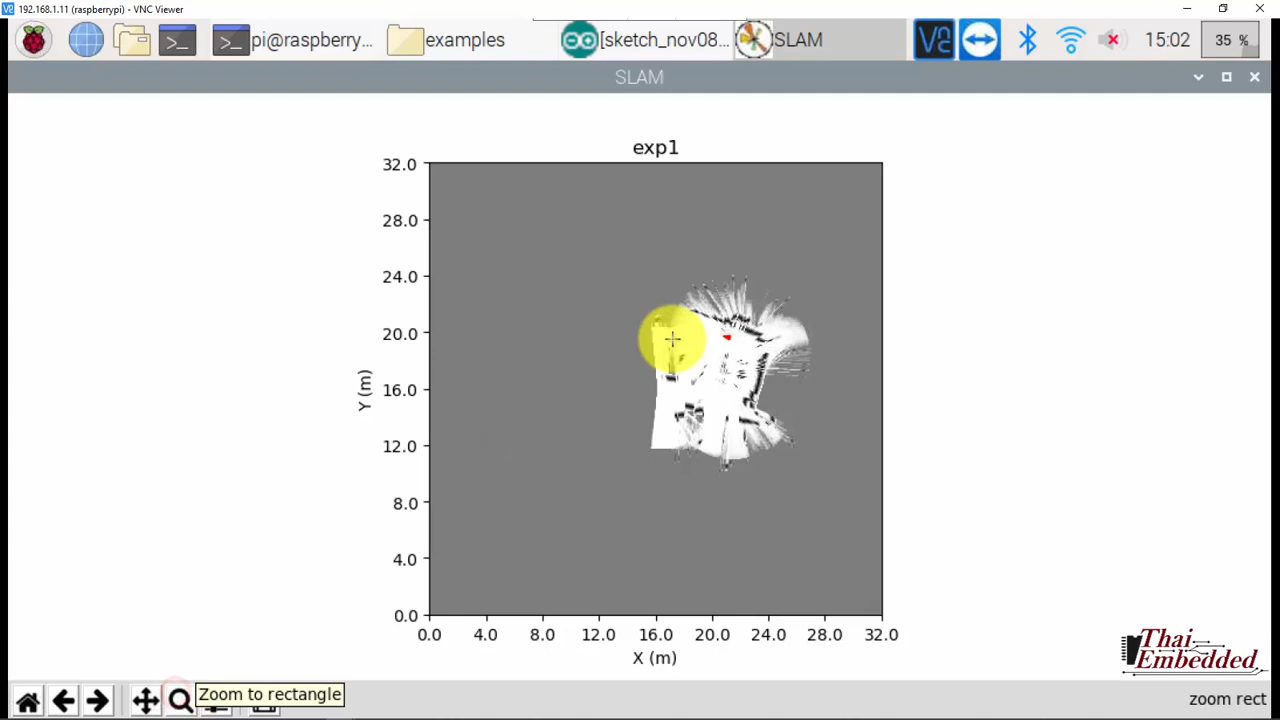 192.168.1.11 (raspberrypi) - VNC Viewer
pi@raspberry... examples [sketch_nov08... SLAM 15:02 35 %
SLAM
exp1
32.0
28.0
24.0
20.0
16.0
12.0
8.0
4.0
0.0
Y (m)
0.0 4.0 8.0 12.0 16.0 20.0 24.0 28.0 32.0
X (m)
Thai
Embedded
Zoom to rectangle
zoom rect